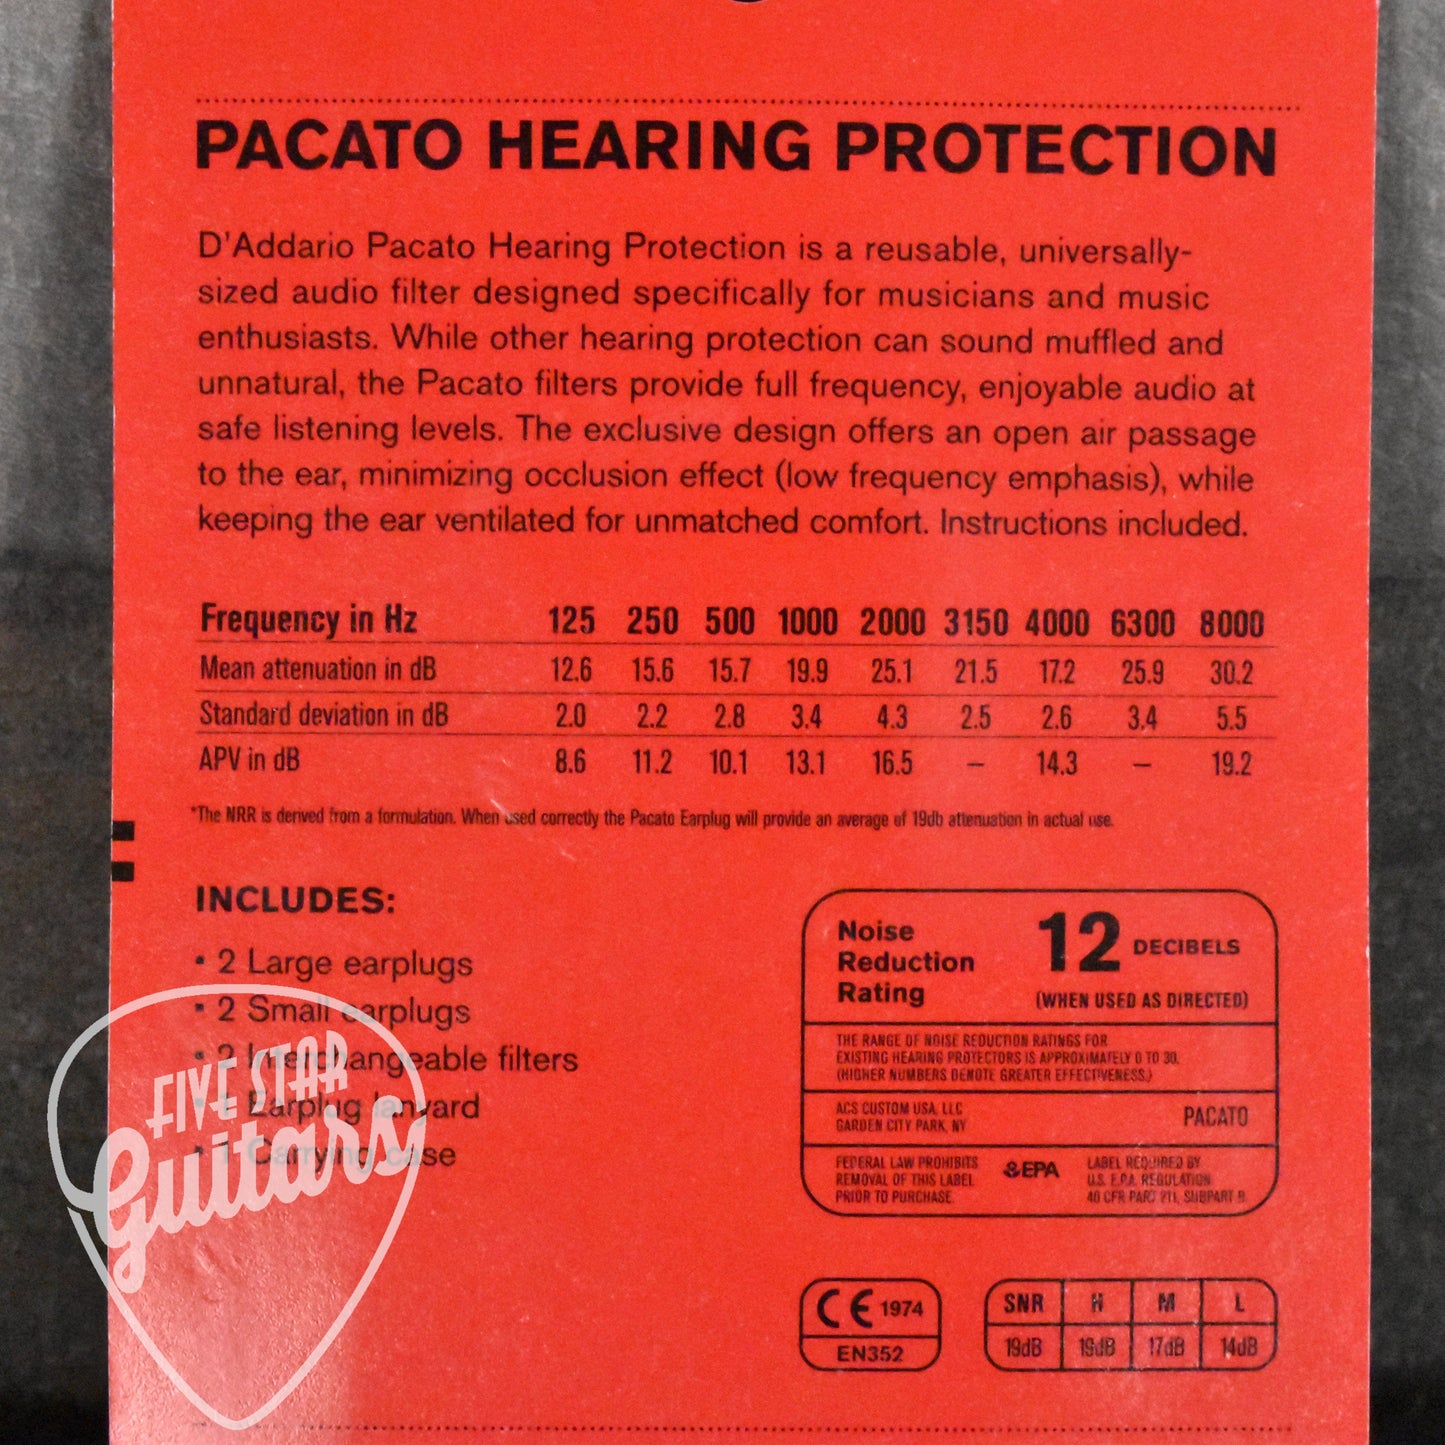 PACATO HEARING PROTECTION
D'Addario Pacato Hearing Protection is a reusable, universally-
sized audio filter designed specifically for musicians and music
enthusiasts. While other hearing protection can sound muffled and
unnatural, the Pacato filters provide full frequency, enjoyable audio at
safe listening levels. The exclusive design offers an open air passage
to the ear, minimizing occlusion effect (low frequency emphasis), while
keeping the ear ventilated for unmatched comfort. Instructions included.
Frequency in Hz 125 250 500 1000 2000 3150 4000 6300 8000
Mean attenuation in dB 12.6 15.6 15.7 19.9 25.1 21.5 17.2 25.9 30.2
Standard deviation in dB 2.0 2.2 2.8 3.4 4.3 2.5 2.6 3.4 5.5
APV in dB 8.6 11.2 10.1 13.1 16.5 – 14.3 – 19.2
*The NRR is derived from a formulation. When used correctly the Pacato Earplug will provide an average of 19db attenuation in actual use.
INCLUDES:
• 2 Large earplugs
• 2 Small earplugs
• 2 Interchangeable filters
• 1 Earplug lanyard
• 1 Carrying case
FIVE STAR
Guitars
Noise
Reduction
Rating
12 DECIBELS
(WHEN USED AS DIRECTED)
THE RANGE OF NOISE REDUCTION RATINGS FOR
EXISTING HEARING PROTECTORS IS APPROXIMATELY 0 TO 30.
(HIGHER NUMBERS DENOTE GREATER EFFECTIVENESS.)
ACS CUSTOM USA, LLC
GARDEN CITY PARK, NY
PACATO
FEDERAL LAW PROHIBITS
REMOVAL OF THIS LABEL
PRIOR TO PURCHASE.
EPA
LABEL REQUIRED BY
U.S. E.P.A. REGULATION
40 CFR PART 211, SUBPART B
CE 1974
EN352
SNR H M L
19dB 19dB 17dB 14dB